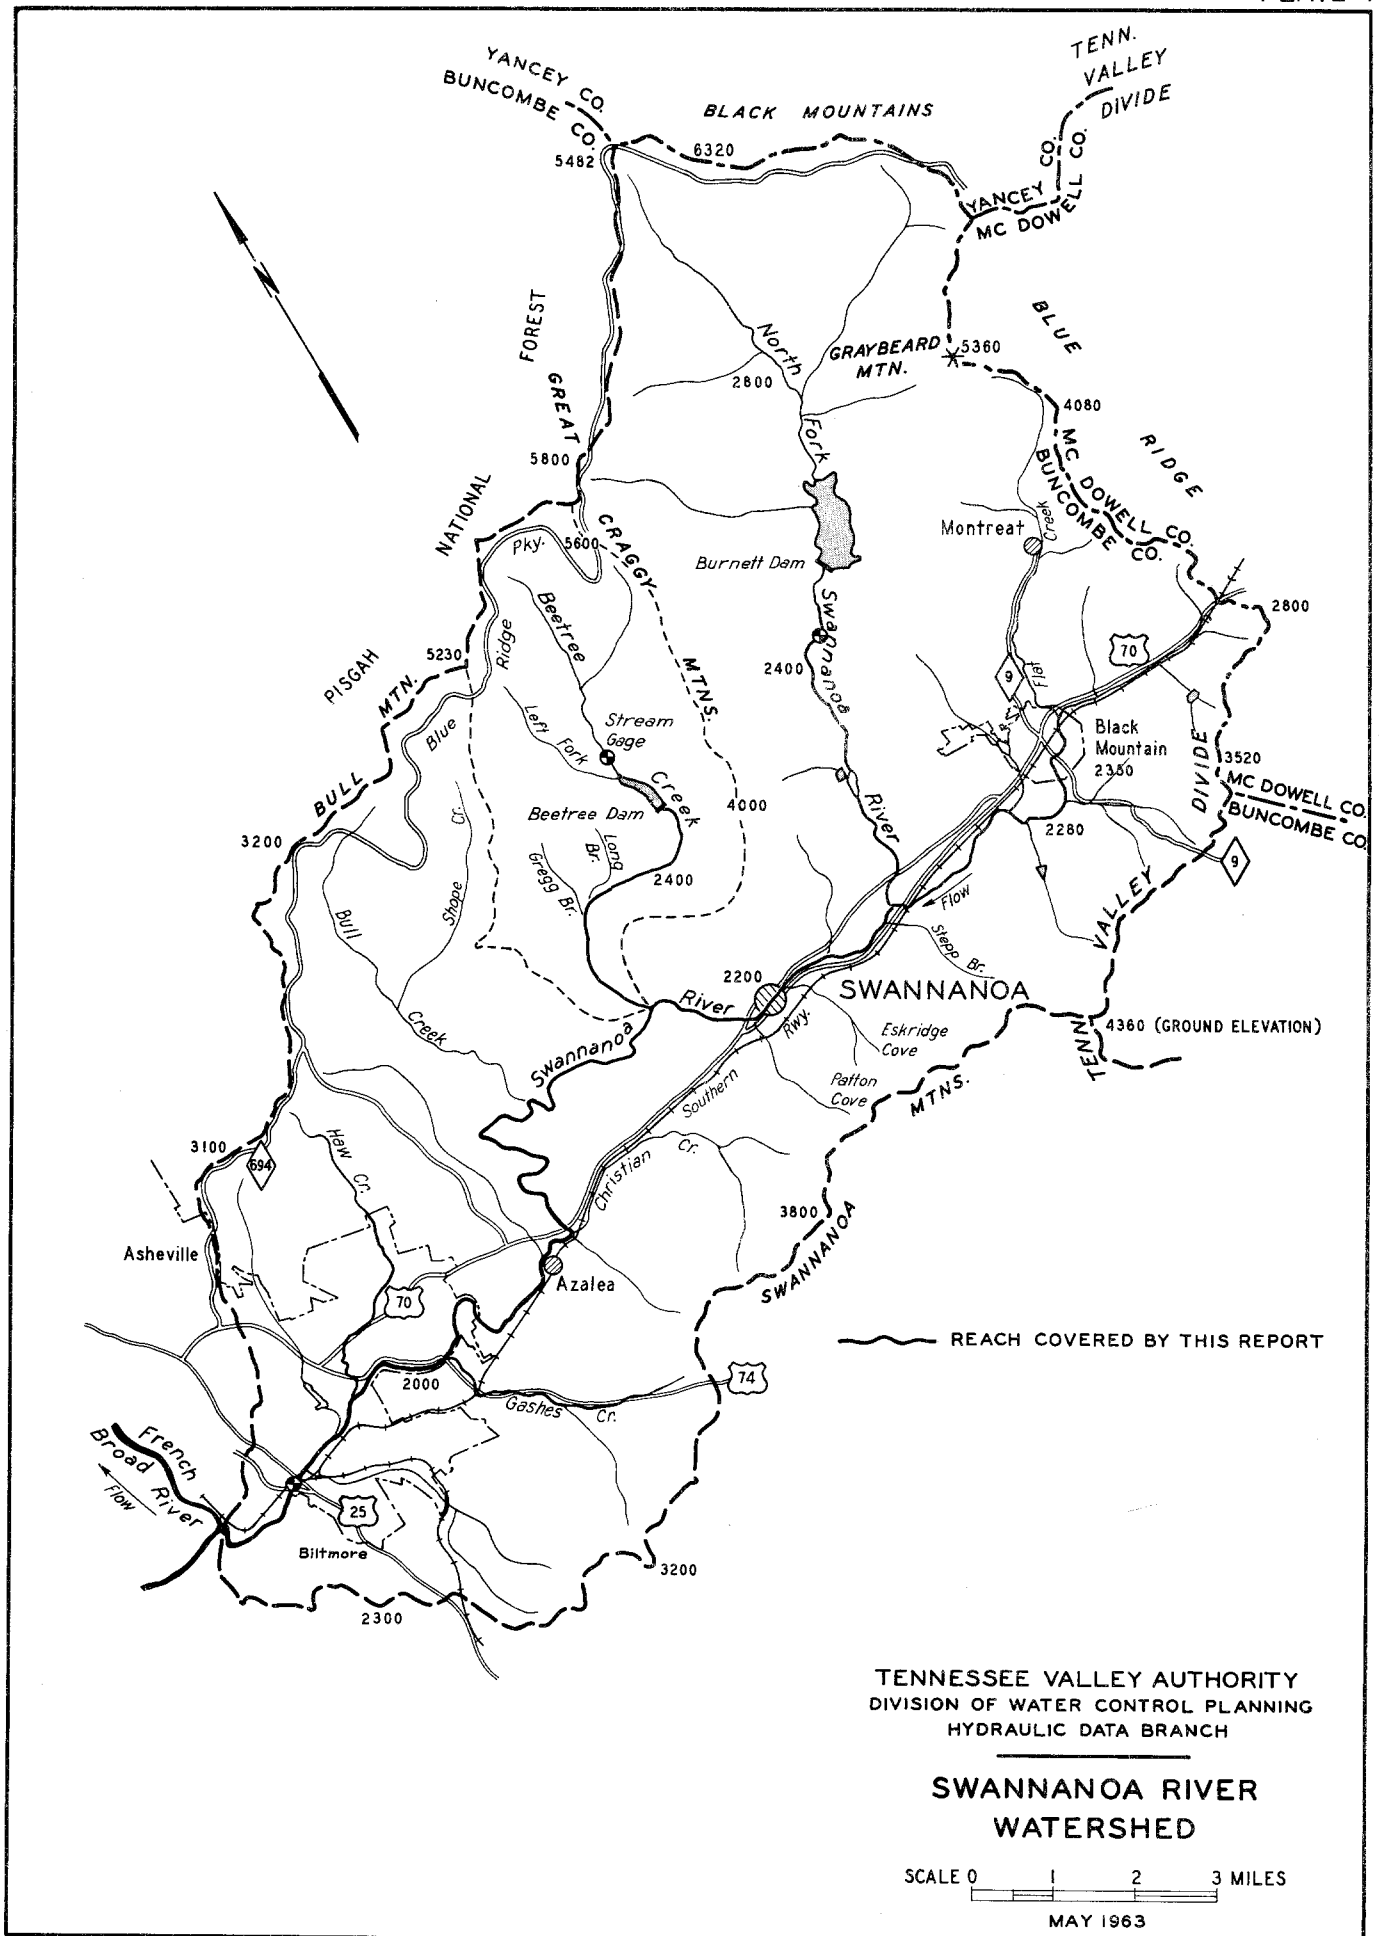 YANCEY CO.
BUNCOMBE CO.
BLACK MOUNTAINS
TENN.
VALLEY
DIVIDE
5482
6320
YANCEY CO.
MC DOWELL CO.
N
FOREST
GREAT
North
Fork
2800
GRAYBEARD
MTN.
5360
BLUE
RIDGE
4080
MC DOWELL CO.
BUNCOMBE CO.
5800
NATIONAL
CRAGGY
MTNS.
Pky.
5600
Montreat
Creek
Burnett Dam
2800
Swannanoa
River
2400
Beetree
Creek
Ridge
5230
PISGAH
MTN.
Blue
BULL
Left
Fork
Stream
Gage
9
Flat
70
Black
Mountain
2350
DIVIDE
3520
MC DOWELL CO.
BUNCOMBE CO.
Beetree Dam
4000
2280
3200
Shope Cr.
Long
Br.
Gregg Br.
2400
9
Bull
Creek
Flow
Stepp Br.
VALLEY
2200
SWANNANOA
River
Rwy.
Eskridge
Cove
4360 (GROUND ELEVATION)
TENN.
Swannanoa
Patton
Cove
MTNS.
Southern
Haw Cr.
3100
694
Christian Cr.
3800
SWANNANOA
Asheville
Azalea
70
REACH COVERED BY THIS REPORT
2000
74
Gashes Cr.
French
Broad River
Flow
25
Biltmore
3200
2300
TENNESSEE VALLEY AUTHORITY
DIVISION OF WATER CONTROL PLANNING
HYDRAULIC DATA BRANCH
SWANNANOA RIVER
WATERSHED
SCALE 0 1 2 3 MILES
MAY 1963